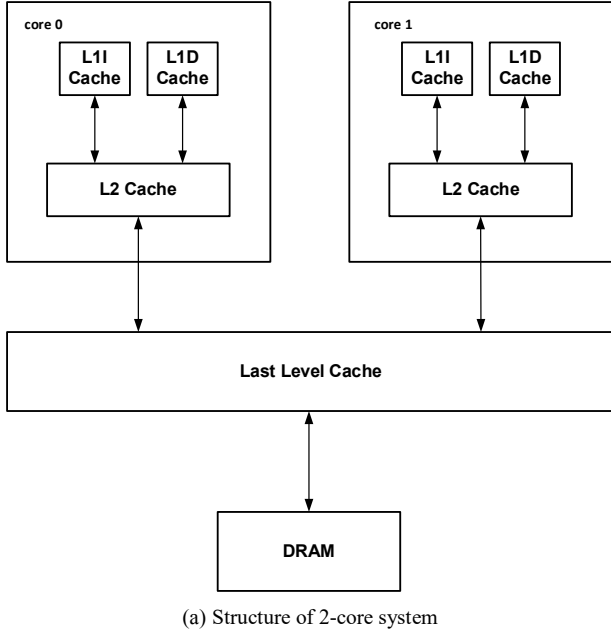 core 0
core 1
L1I
Cache
L1D
Cache
L1I
Cache
L1D
Cache
L2 Cache
L2 Cache
Last Level Cache
DRAM
(a) Structure of 2-core system